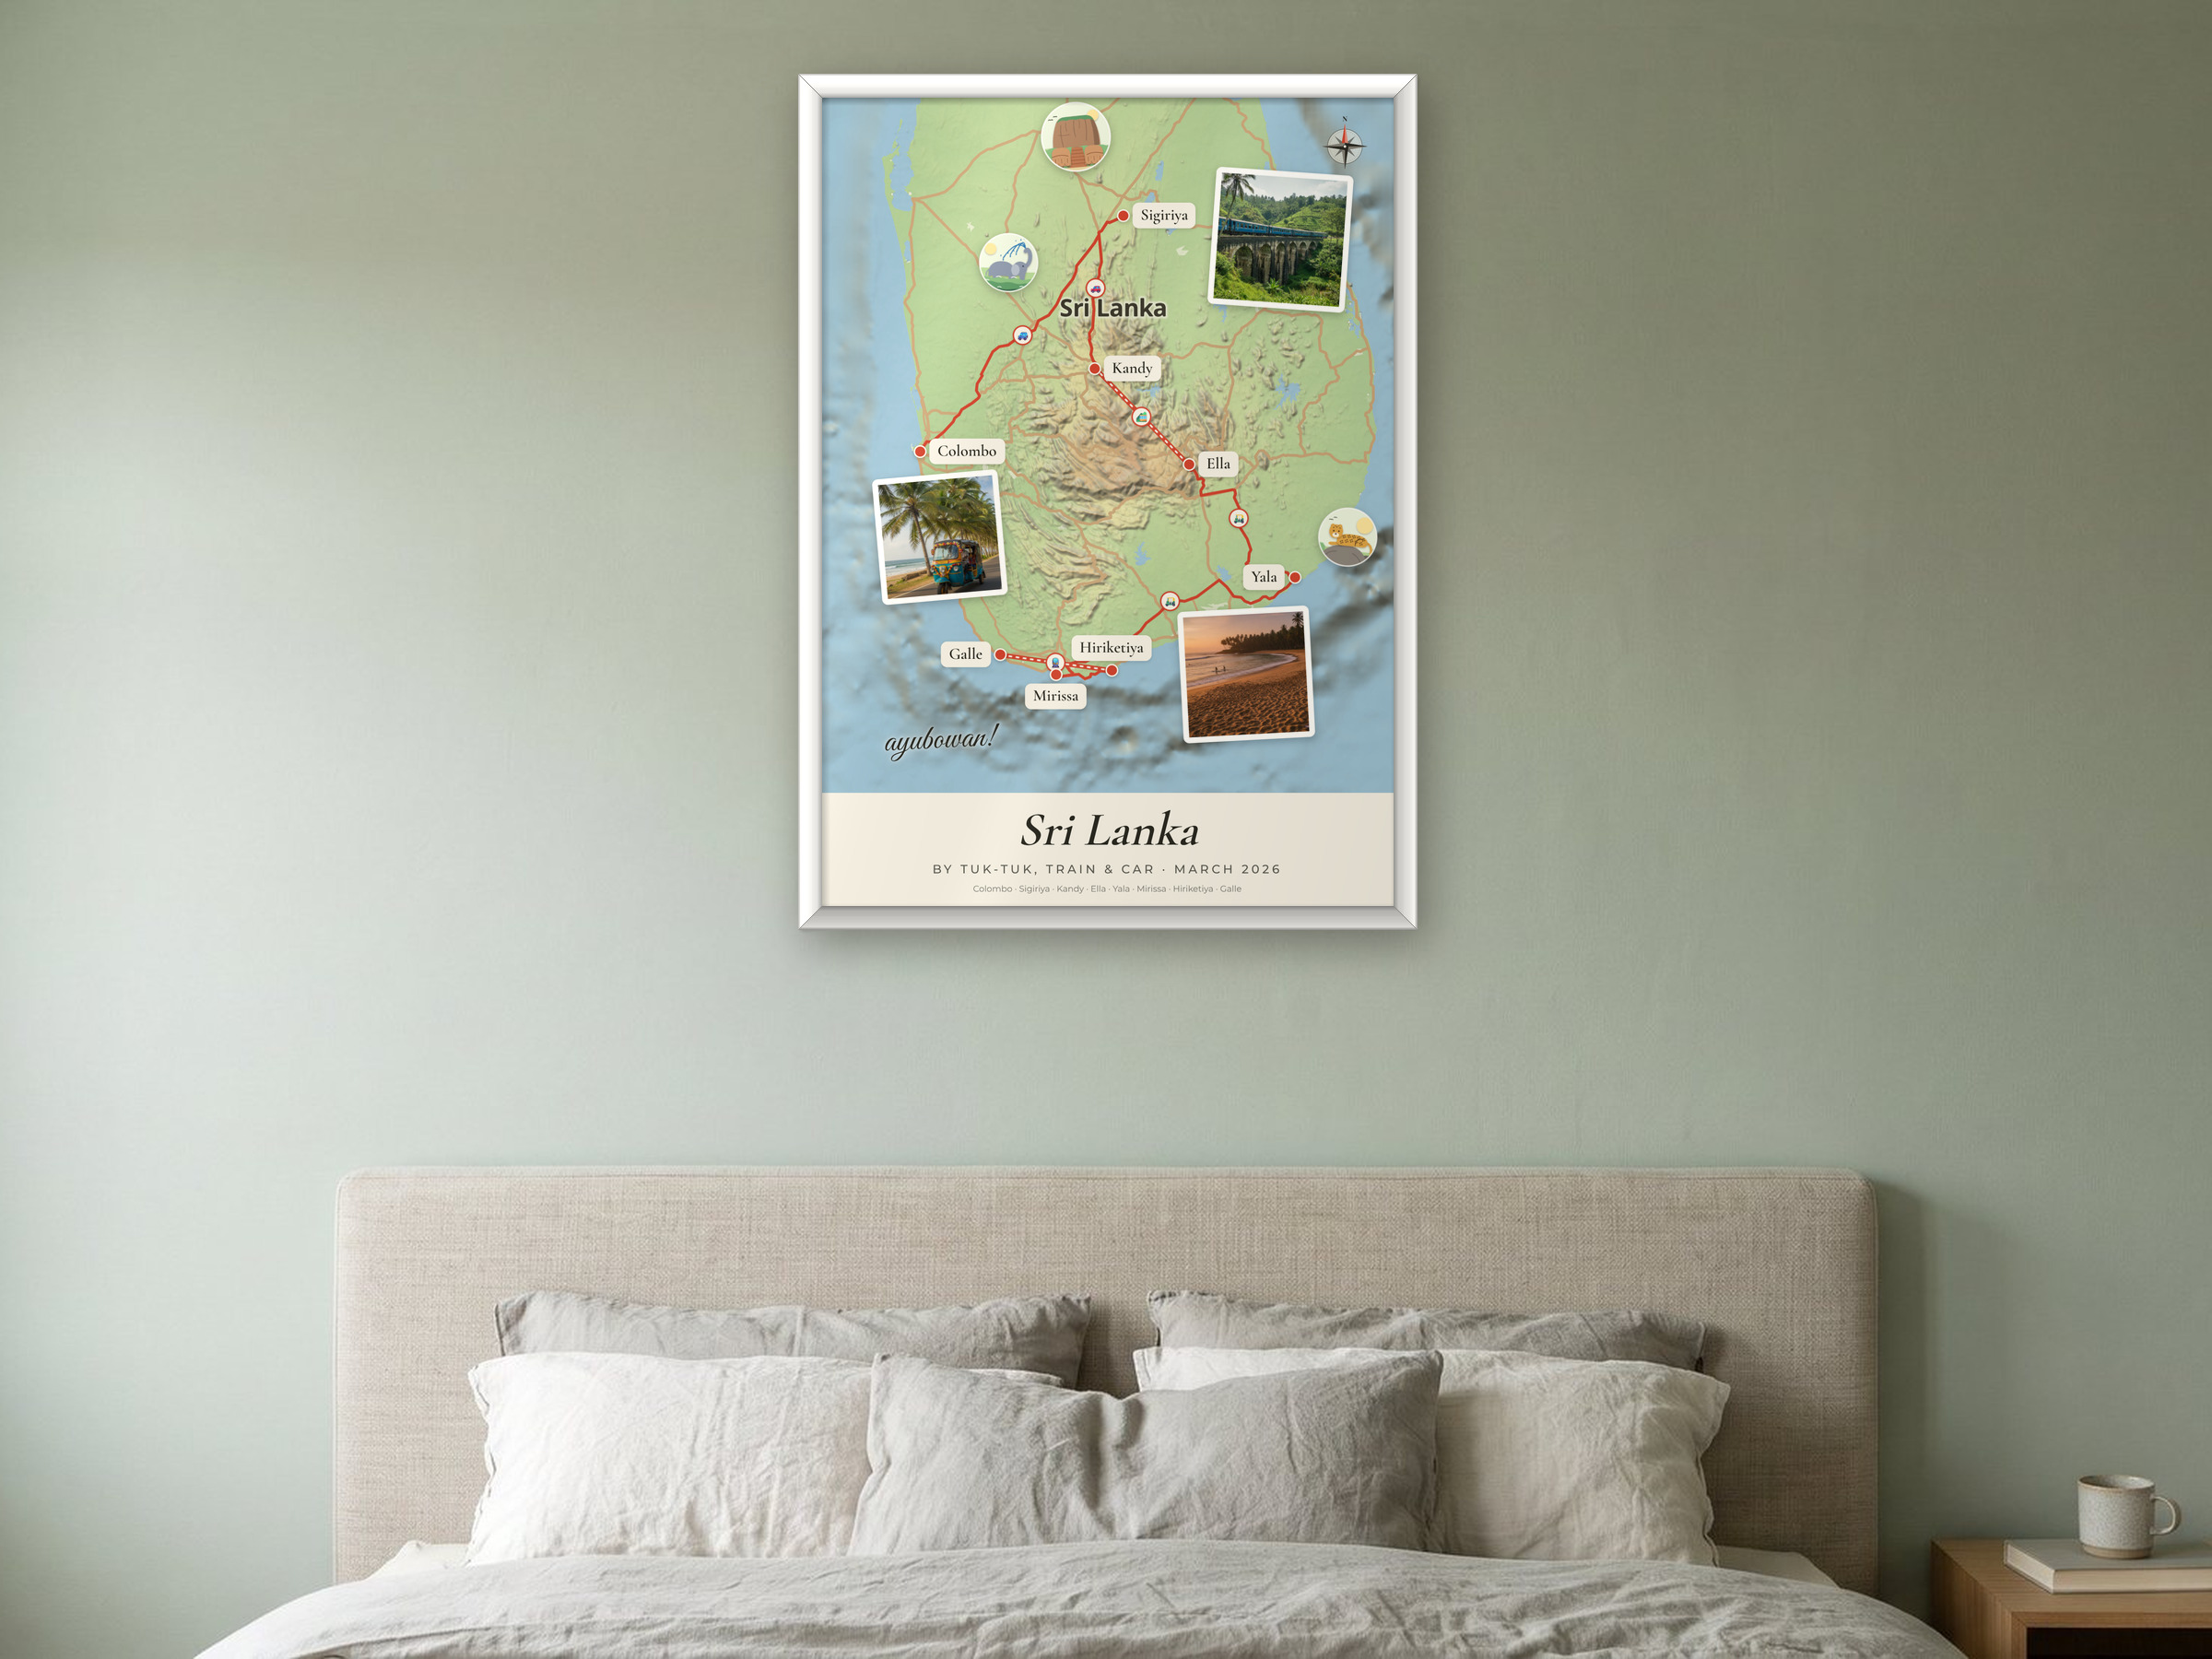 N
Sigiriya
Sri Lanka
Kandy
Colombo
Ella
Yala
Hiriketiya
Galle
Mirissa
ayubowan!
Sri Lanka
BY TUK-TUK, TRAIN & CAR · MARCH 2026
Colombo · Sigiriya · Kandy · Ella · Yala · Mirissa · Hiriketiya · Galle